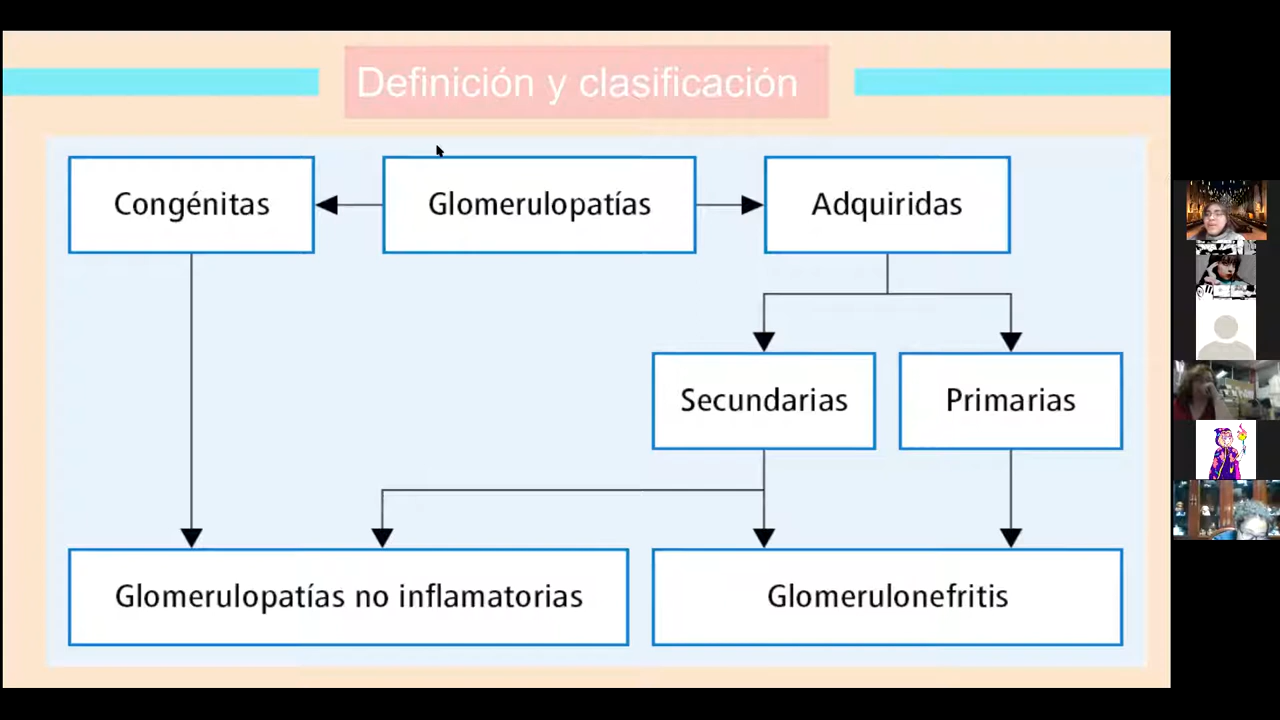 Definición y clasificación
Congénitas
Glomerulopatías
Adquiridas
Secundarias
Primarias
Glomerulopatías no inflamatorias
Glomerulonefritis